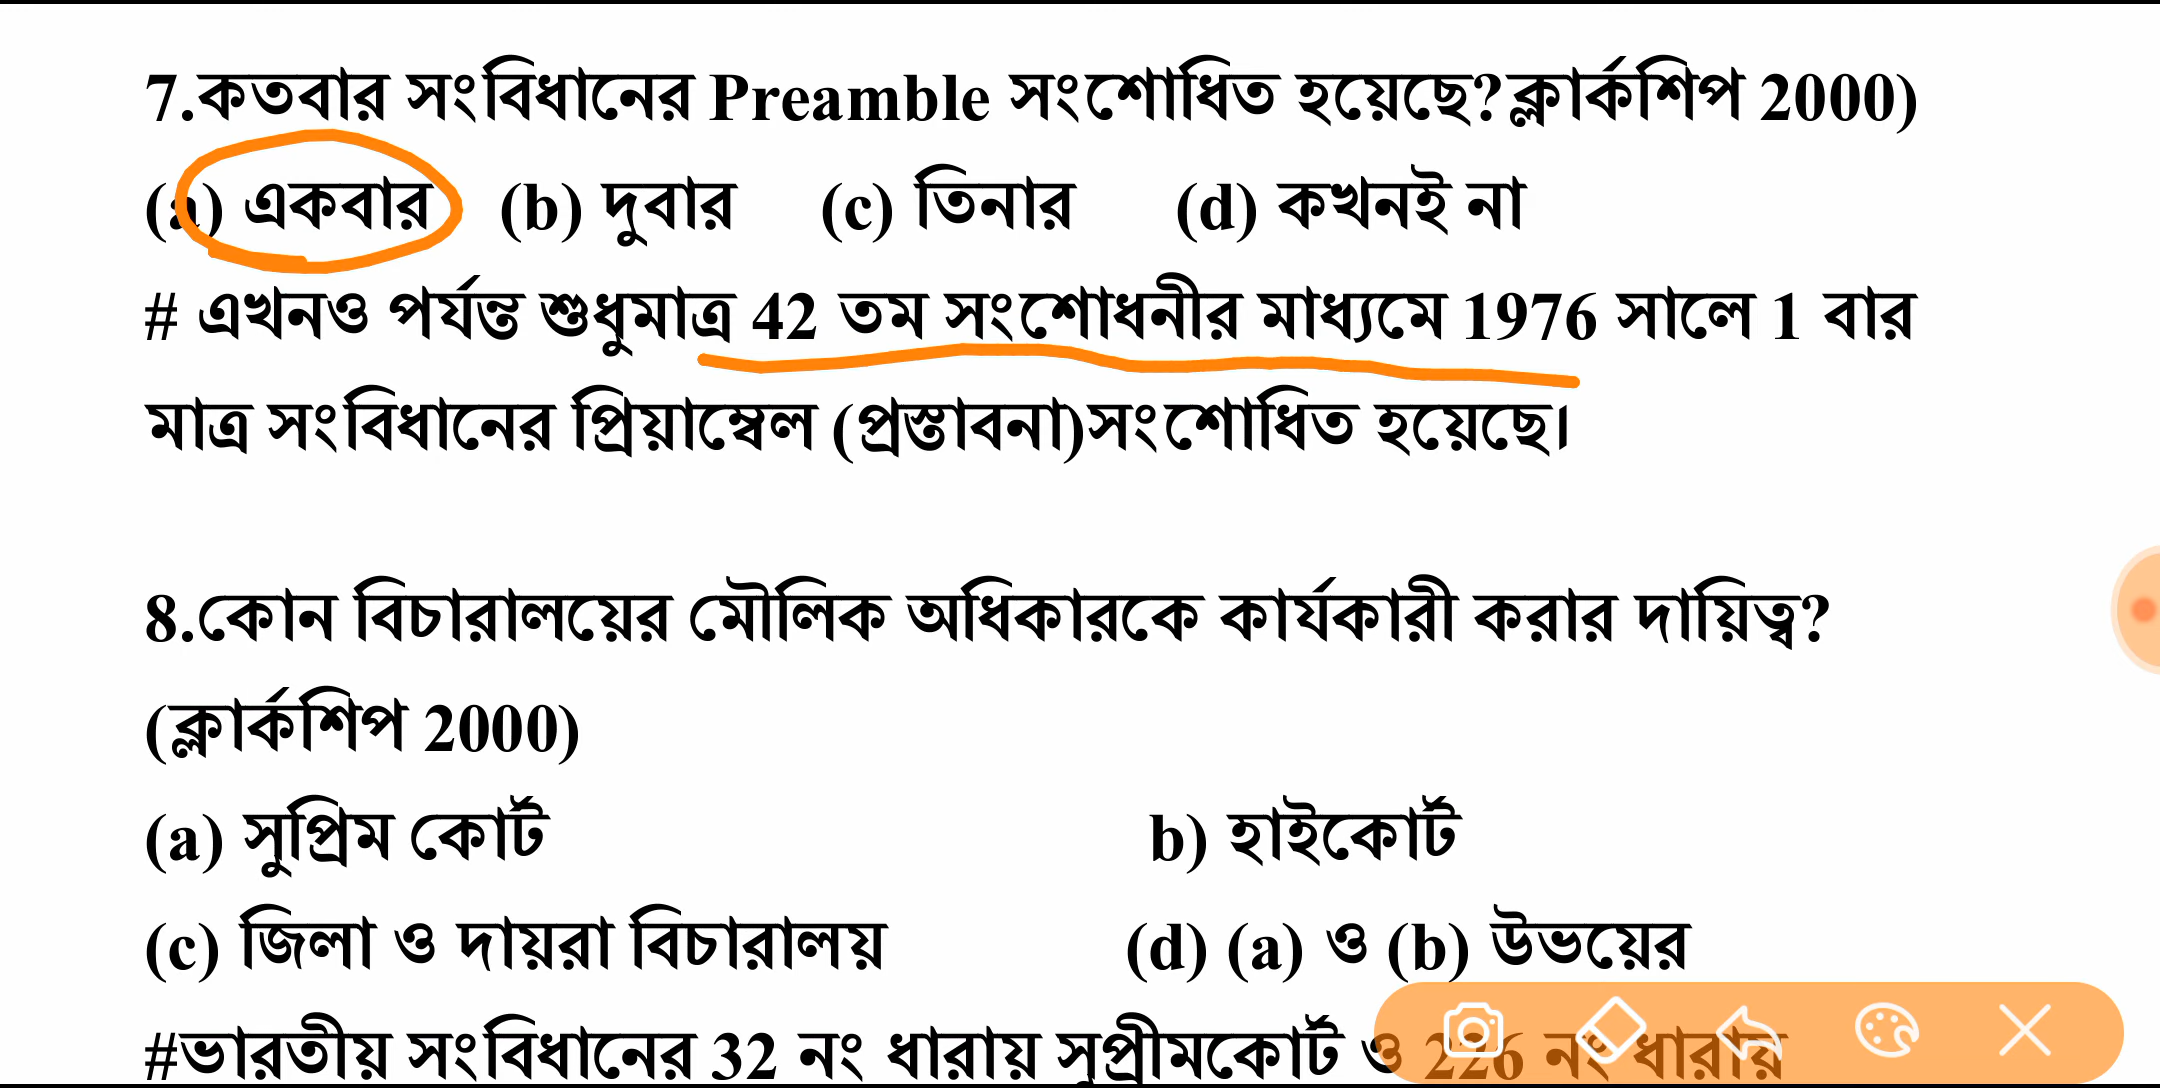 7.কতবার সংবিধানের Preamble সংশোধিত হয়েছে?ক্লার্কশিপ 2000)
(a) একবার (b) দুবার (c) তিনার (d) কখনই না
# এখনও পর্যন্ত শুধুমাত্র 42 তম সংশোধনীর মাধ্যমে 1976 সালে 1 বার
মাত্র সংবিধানের প্রিয়াম্বেল (প্রস্তাবনা)সংশোধিত হয়েছে।
8.কোন বিচারালয়ের মৌলিক অধিকারকে কার্যকারী করার দায়িত্ব?
(ক্লার্কশিপ 2000)
(a) সুপ্রিম কোর্ট b) হাইকোর্ট
(c) জিলা ও দায়রা বিচারালয় (d) (a) ও (b) উভয়ের
#ভারতীয় সংবিধানের 32 নং ধারায় সুপ্রীমকোর্ট ও 226 নং ধারায়